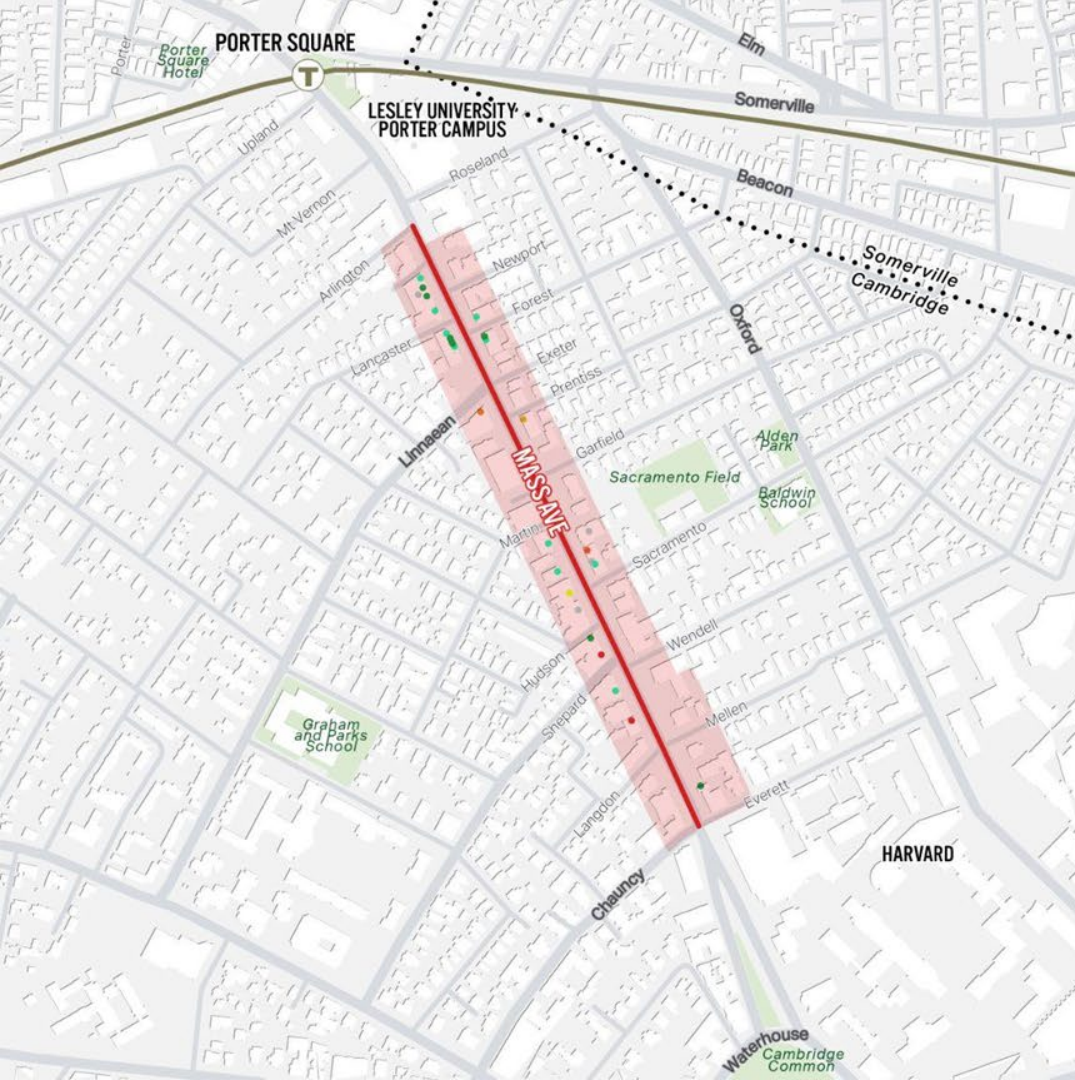 Elm
PORTER SQUARE
Porter
Porter
Square
Hotel
T
Somerville
LESLEY UNIVERSITY
PORTER CAMPUS
Upland
Roseland
Beacon
Mt Vernon
Newport
Somerville
Cambridge
Arlington
Forest
Oxford
Lancaster
Exeter
Prentiss
Linnaean
Garfield
Alden
Park
MASS AVE
Sacramento Field
Baldwin
School
Martin
Sacramento
Wendell
Hudson
Shepard
Mellen
Graham
and Parks
School
Everett
Langdon
HARVARD
Chauncy
Waterhouse
Cambridge
Common